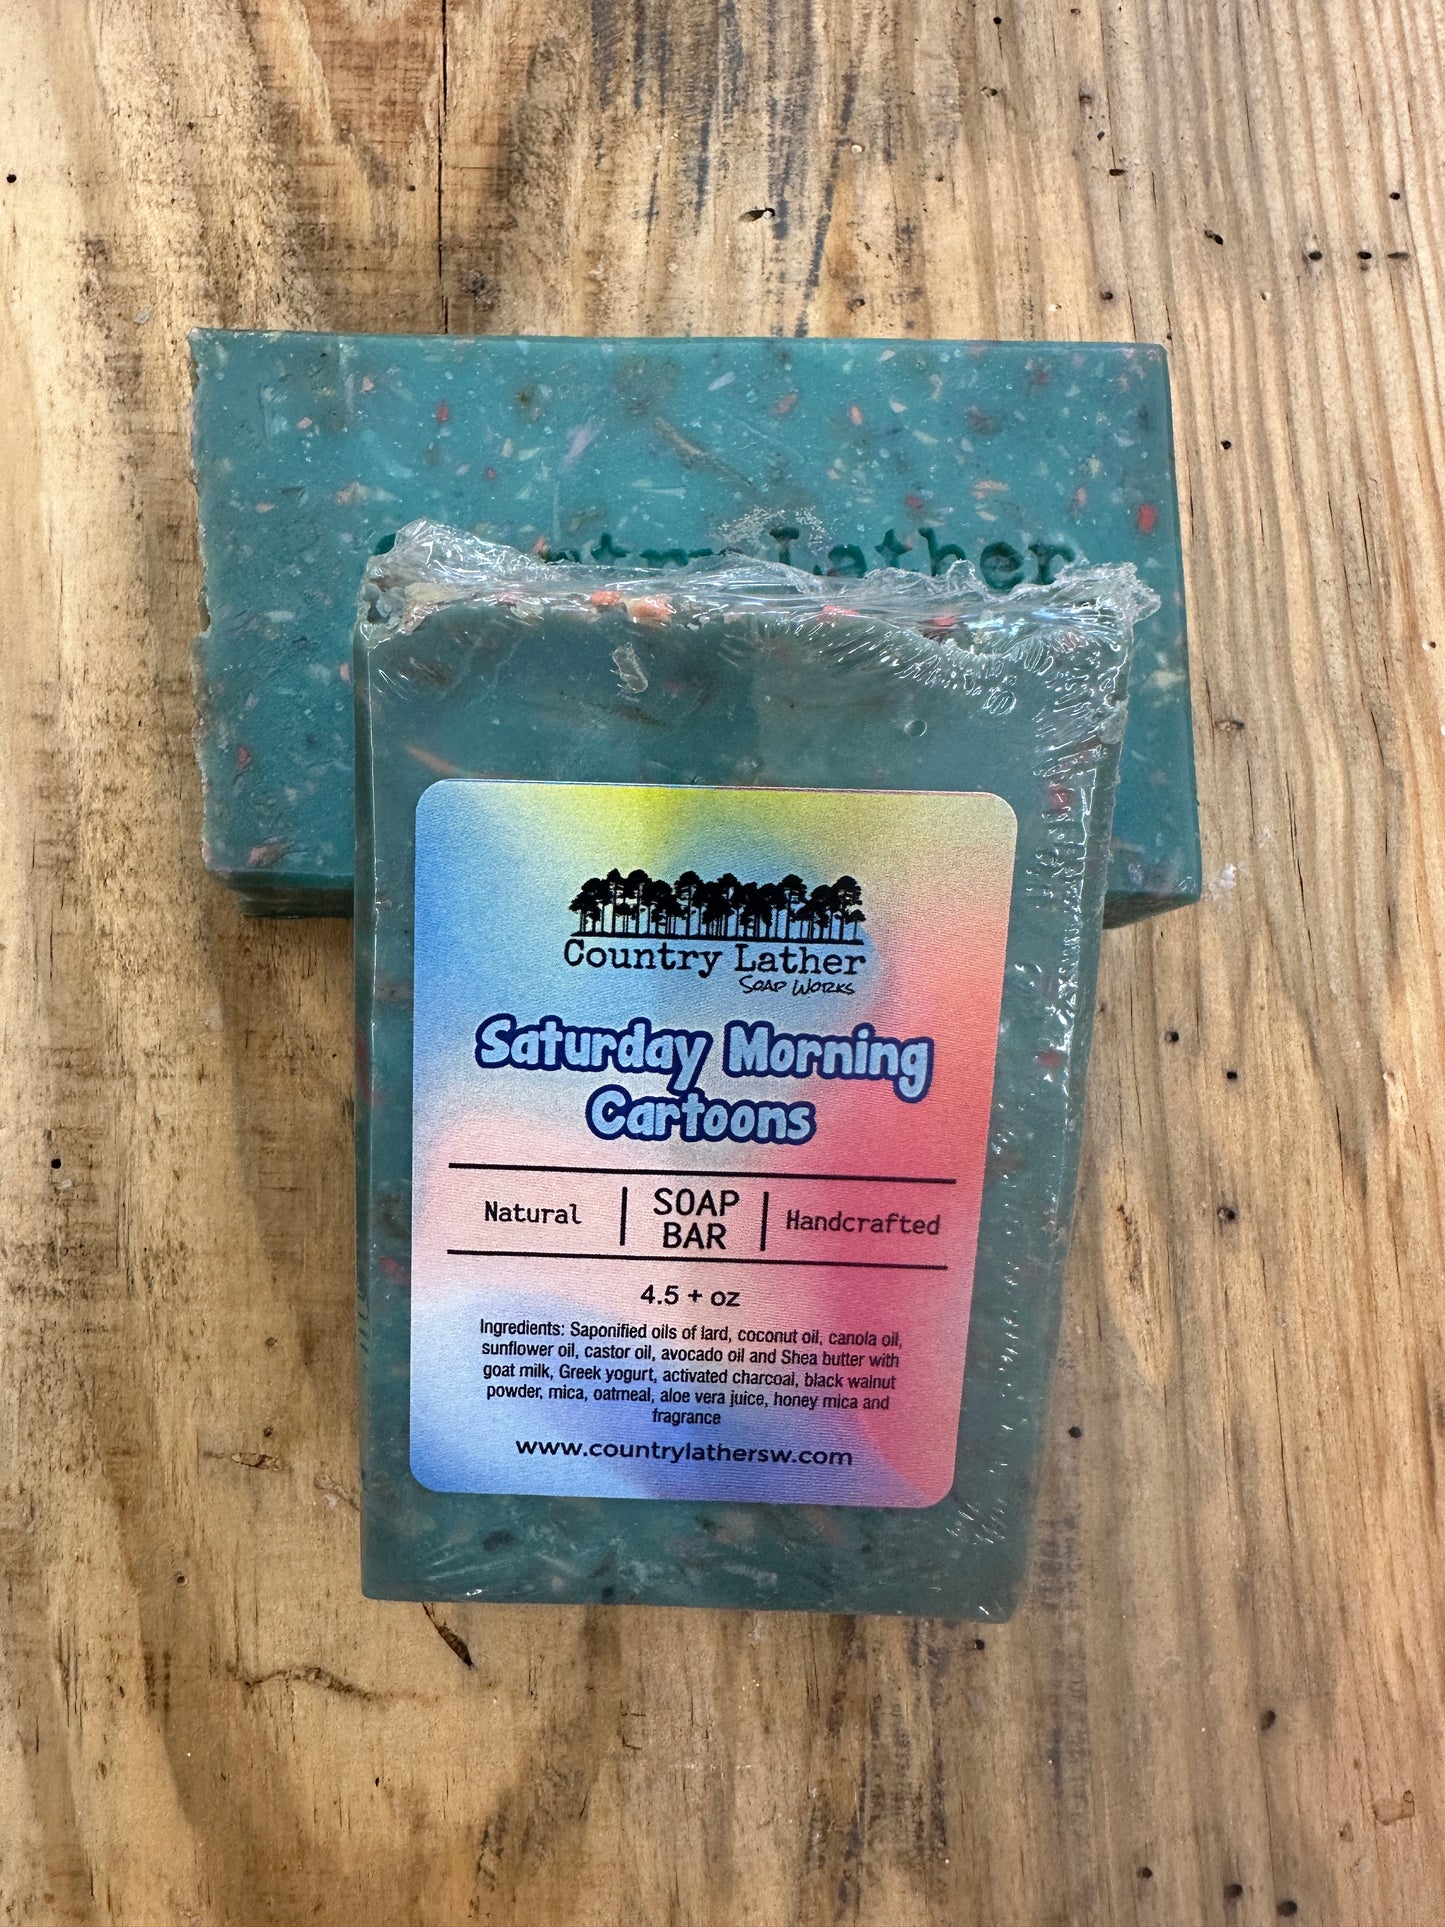 Country Lather
Country Lather
Soap Works
Saturday Morning
Cartoons
Natural
SOAP
BAR
Handcrafted
4.5 + oz
Ingredients: Saponified oils of lard, coconut oil, canola oil,
sunflower oil, castor oil, avocado oil and Shea butter with
goat milk, Greek yogurt, activated charcoal, black walnut
powder, mica, oatmeal, aloe vera juice, honey mica and
fragrance
www.countrylathersw.com